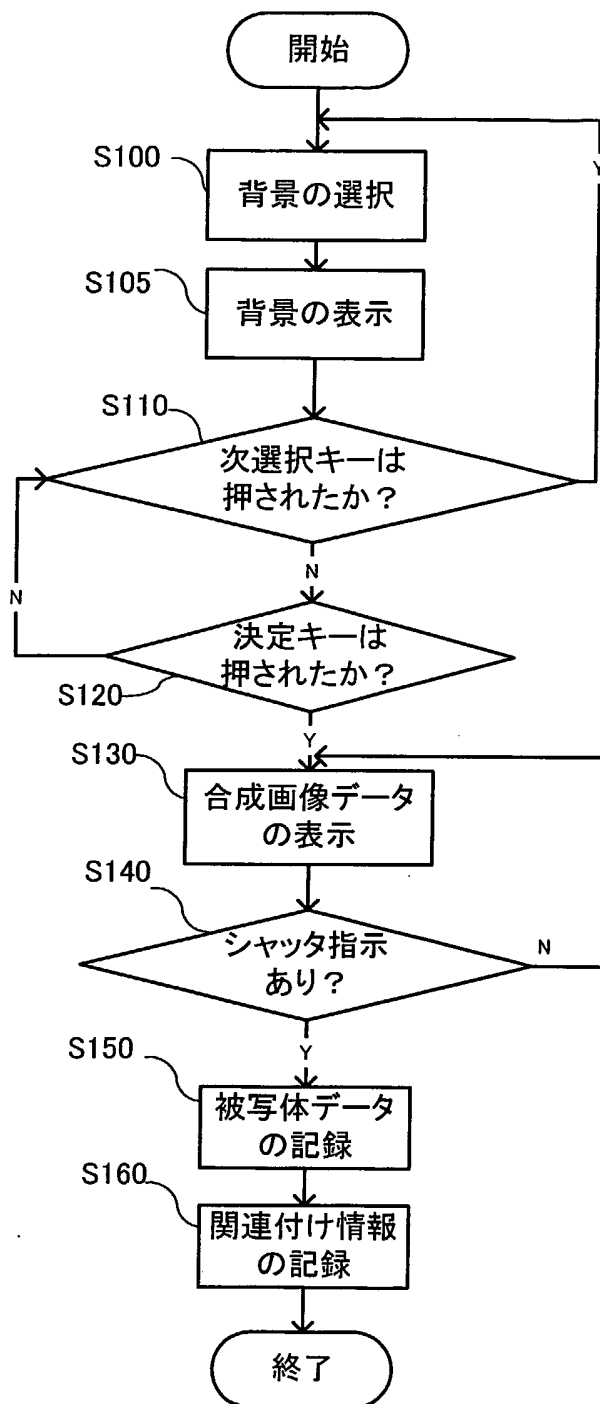 開始
S100
背景の選択
Y
S105
背景の表示
S110
次選択キーは
押されたか？
N
N
決定キーは
押されたか？
S120
Y
S130
合成画像データ
の表示
S140
シャッタ指示
あり？
N
Y
S150
被写体データ
の記録
S160
関連付け情報
の記録
終了